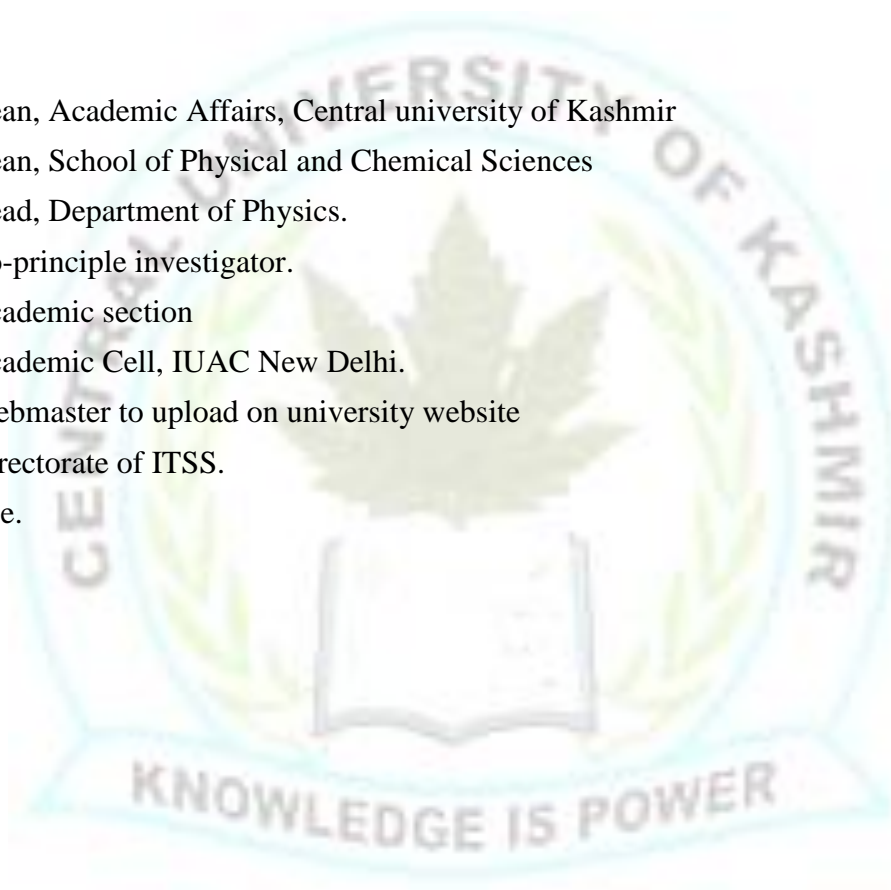 ean, Academic Affairs, Central university of Kashmir
ean, School of Physical and Chemical Sciences
ead, Department of Physics.
o-principle investigator.
cademic section
cademic Cell, IUAC New Delhi.
ebmaster to upload on university website
rectorate of ITSS.
e.
CENTRAL UNIVERSITY OF KASHMIR
KNOWLEDGE IS POWER